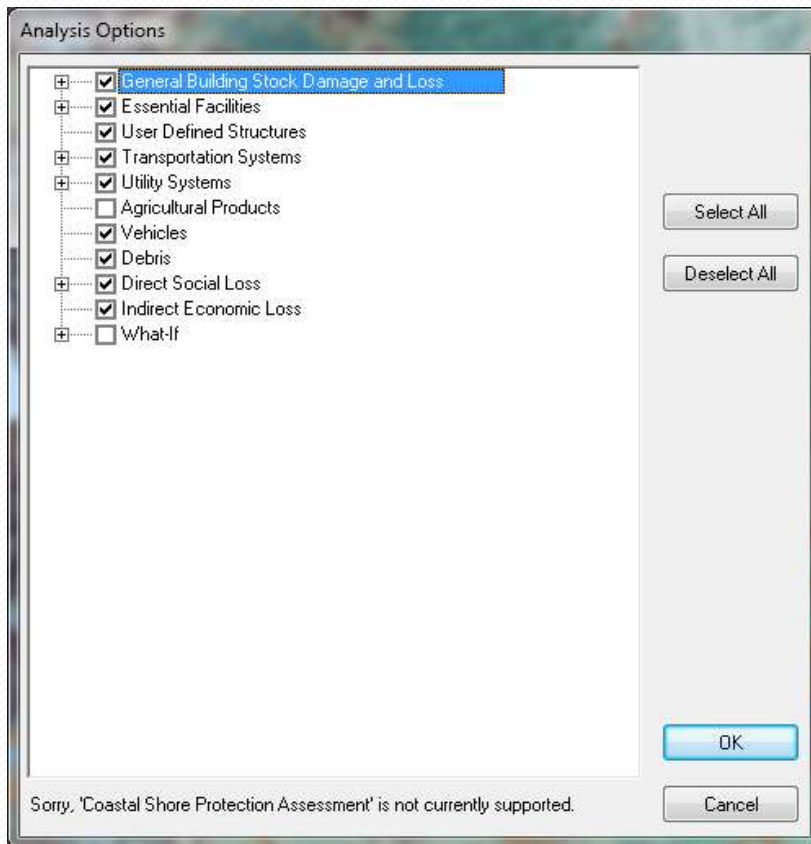 Analysis Options
General Building Stock Damage and Loss
Essential Facilities
User Defined Structures
Transportation Systems
Utility Systems
Agricultural Products
Vehicles
Debris
Direct Social Loss
Indirect Economic Loss
What-If
Select All
Deselect All
OK
Sorry, 'Coastal Shore Protection Assessment' is not currently supported.
Cancel